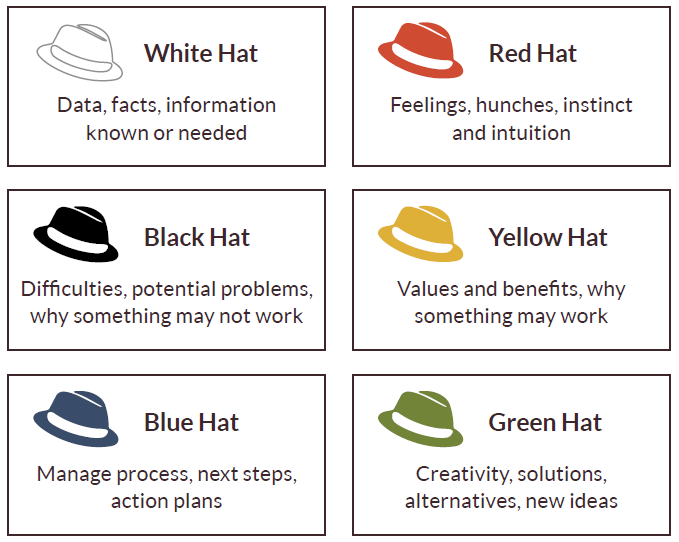 White Hat
Data, facts, information
known or needed
Red Hat
Feelings, hunches, instinct
and intuition
Black Hat
Difficulties, potential problems,
why something may not work
Yellow Hat
Values and benefits, why
something may work
Blue Hat
Manage process, next steps,
action plans
Green Hat
Creativity, solutions,
alternatives, new ideas